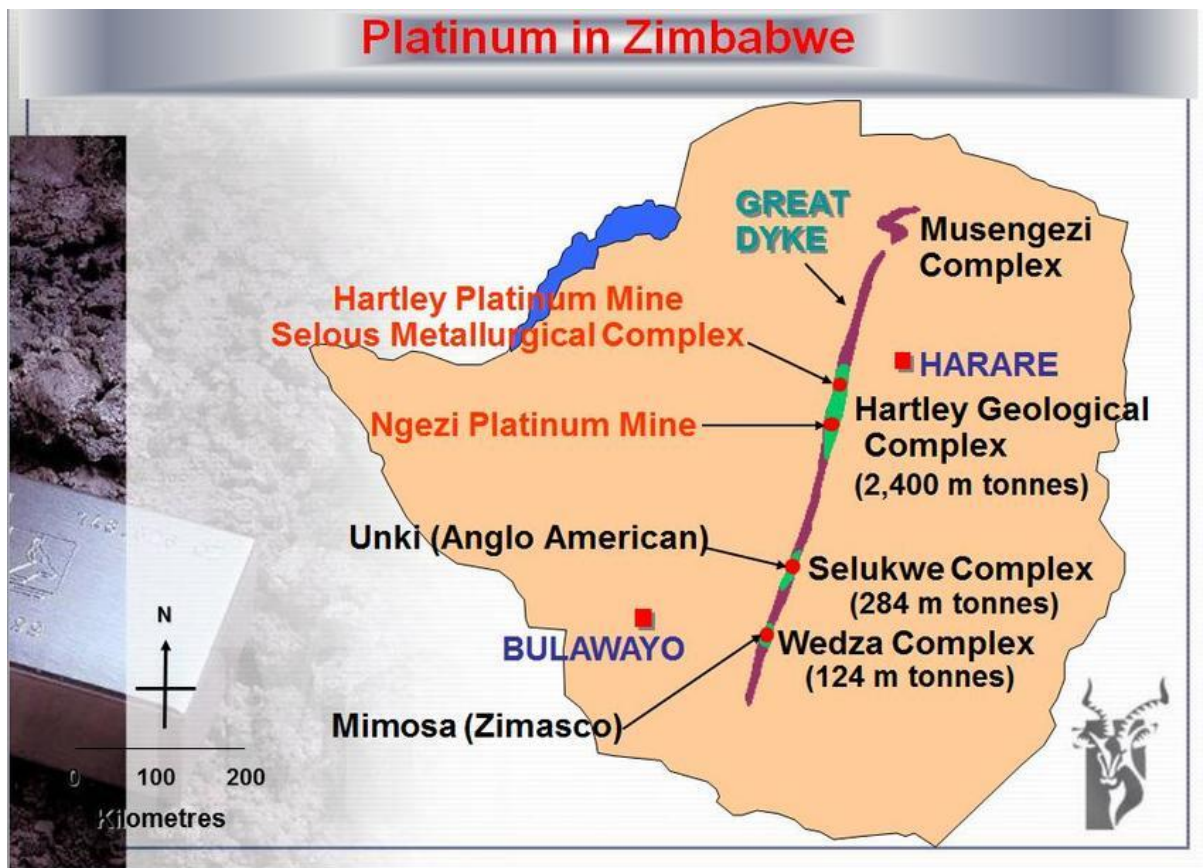 Platinum in Zimbabwe
GREAT
DYKE
Musengezi
Complex
Hartley Platinum Mine
Selous Metallurgical Complex
HARARE
Hartley Geological
Complex
(2,400 m tonnes)
Ngezi Platinum Mine
Unki (Anglo American)
Selukwe Complex
(284 m tonnes)
BULAWAYO
Wedza Complex
(124 m tonnes)
Mimosa (Zimasco)
N
0 100 200
Kilometres